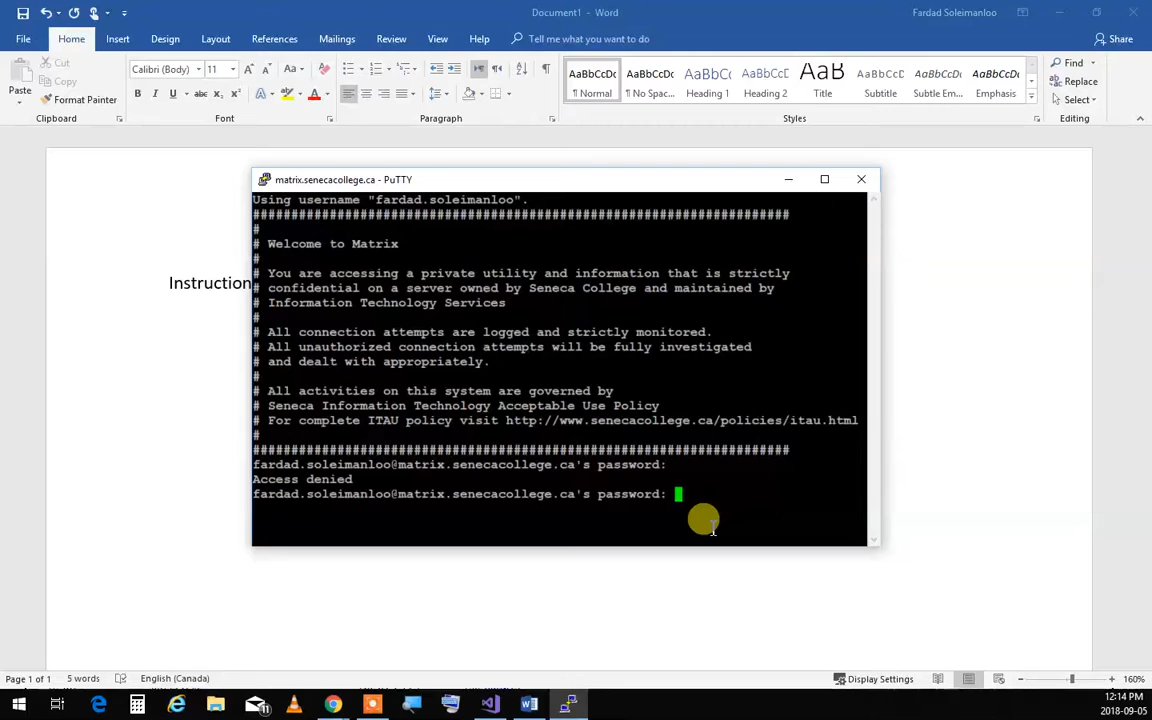 Document1 - Word
Fardad Soleimanloo
File Home Insert Design Layout References Mailings Review View Help Tell me what you want to do Share
Cut
Copy
Paste
Format Painter
Calibri (Body) 11
Aa
B I U abc X₂ X² A A
AaBbCcDc AaBbCcDc AaBbCc AaBbCcD AaB AaBbCcD AaBbCcDc AaBbCcDc
¶ Normal ¶ No Spac... Heading 1 Heading 2 Title Subtitle Subtle Em... Emphasis
Find
Replace
Select
Clipboard Font Paragraph Styles Editing
matrix.senecacollege.ca - PuTTY
Instruction
Using username "fardad.soleimanloo".
######################################################################
#
# Welcome to Matrix
#
# You are accessing a private utility and information that is strictly
# confidential on a server owned by Seneca College and maintained by
# Information Technology Services
#
# All connection attempts are logged and strictly monitored.
# All unauthorized connection attempts will be fully investigated
# and dealt with appropriately.
#
# All activities on this system are governed by
# Seneca Information Technology Acceptable Use Policy
# For complete ITAU policy visit http://www.senecacollege.ca/policies/itau.html
#
######################################################################
fardad.soleimanloo@matrix.senecacollege.ca's password:
Access denied
fardad.soleimanloo@matrix.senecacollege.ca's password:
Page 1 of 1 5 words English (Canada) Display Settings 160%
11
12:14 PM
2018-09-05